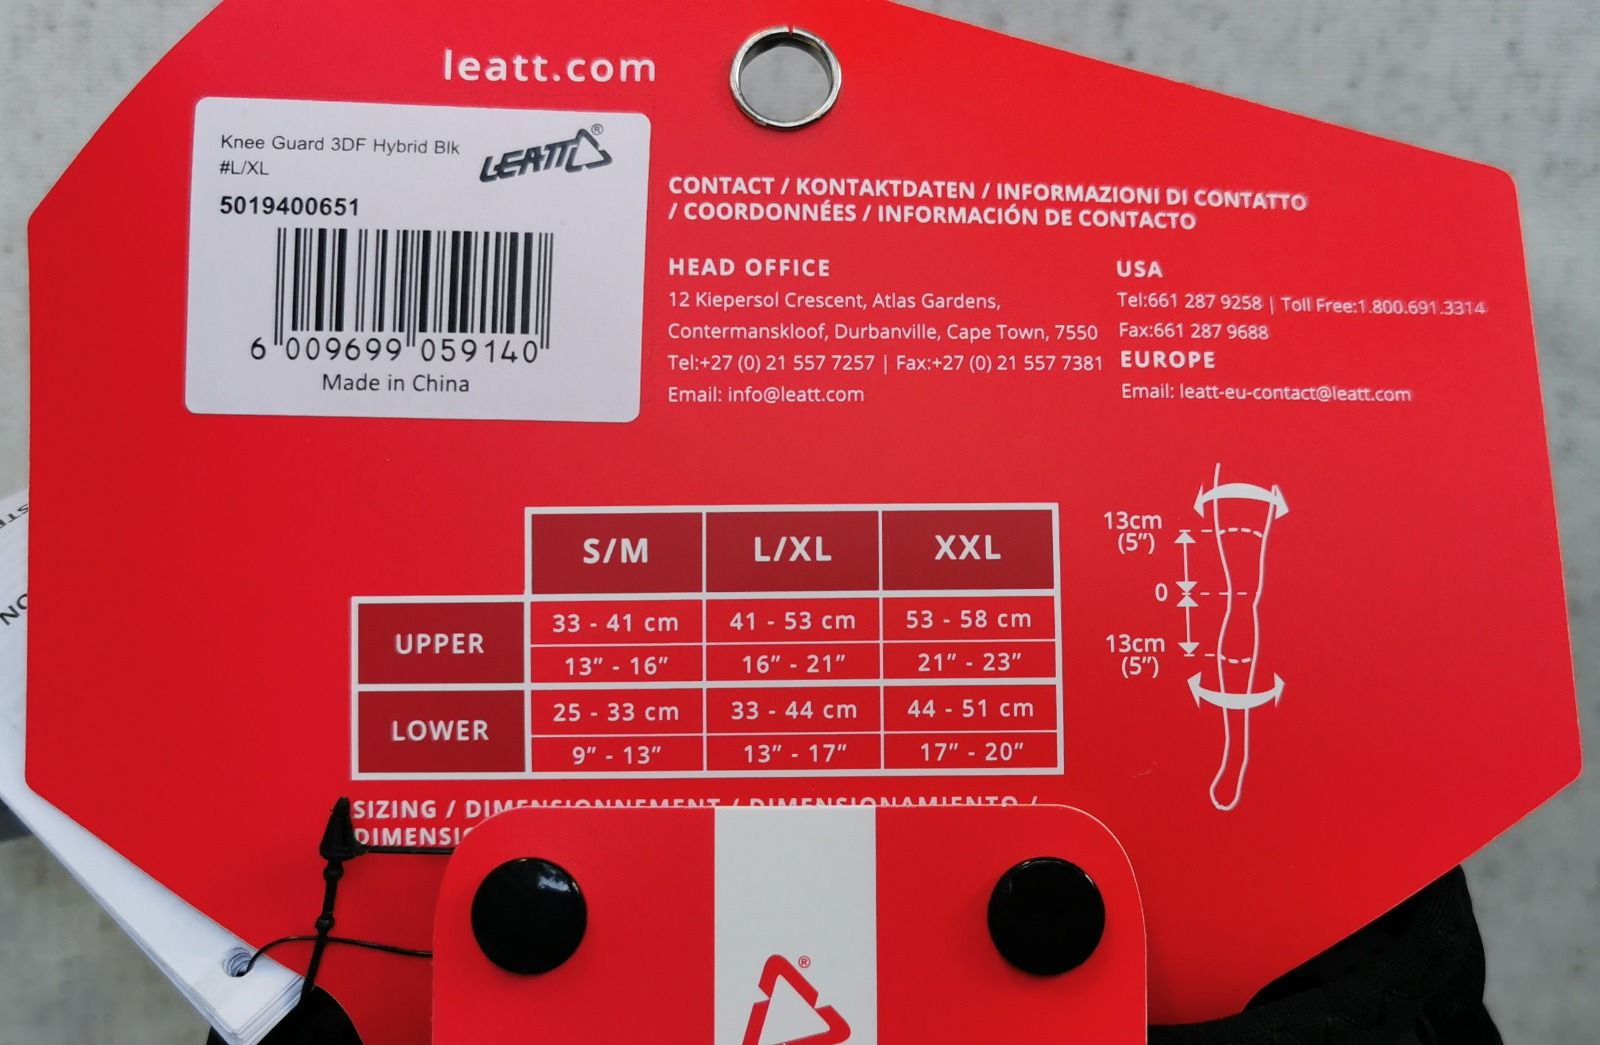 leatt.com
Knee Guard 3DF Hybrid Blk
#L/XL
LEATT®
5019400651
6 009699 059140
Made in China
CONTACT / KONTAKTDATEN / INFORMAZIONI DI CONTATTO
/ COORDONNÉES / INFORMACIÓN DE CONTACTO
HEAD OFFICE
12 Kiepersol Crescent, Atlas Gardens,
Contermanskloof, Durbanville, Cape Town, 7550
Tel:+27 (0) 21 557 7257 | Fax:+27 (0) 21 557 7381
Email: info@leatt.com
USA
Tel:661 287 9258 | Toll Free:1.800.691.3314
Fax:661 287 9688
EUROPE
Email: leatt-eu-contact@leatt.com
S/M L/XL XXL
UPPER
33 - 41 cm 41 - 53 cm 53 - 58 cm
13” - 16” 16” - 21” 21” - 23”
LOWER
25 - 33 cm 33 - 44 cm 44 - 51 cm
9” - 13” 13” - 17” 17” - 20”
13cm
(5”)
0
13cm
(5”)
SIZING / DIMENSIONNEMENT / DIMENSIONAMIENTO /
®